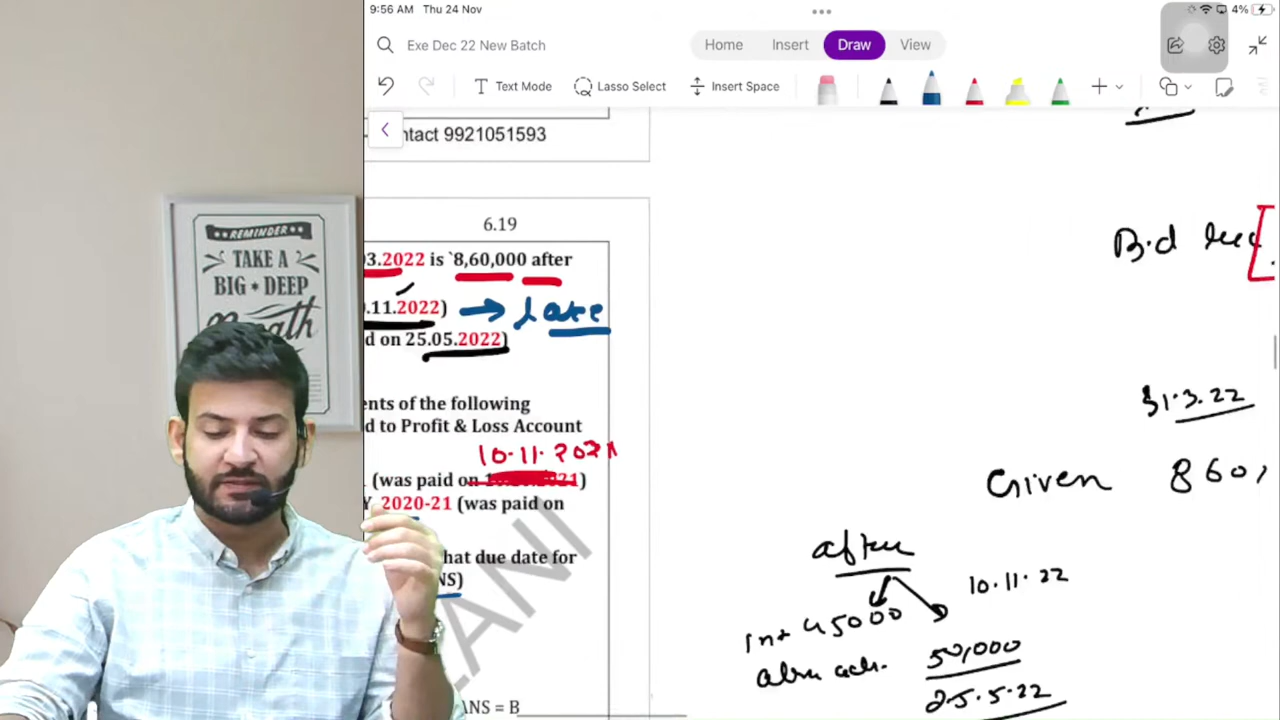 9:56 AM Thu 24 Nov
4%
Exe Dec 22 New Batch
Home Insert Draw View
Text Mode Lasso Select Insert Space
ntact 9921051593
REMINDER
TAKE A
BIG DEEP
Breath
6.19
03.2022 is `8,60,000 after
.11.2022) → Late
d on 25.05.2022)
ents of the following
d to Profit & Loss Account
10.11.2021
(was paid on
2020-21 (was paid on
hat due date for
NS)
ANS = B
B.d
31.3.22
Given 860,
after
10.11.22
Int 45000
50,000
25.5.22